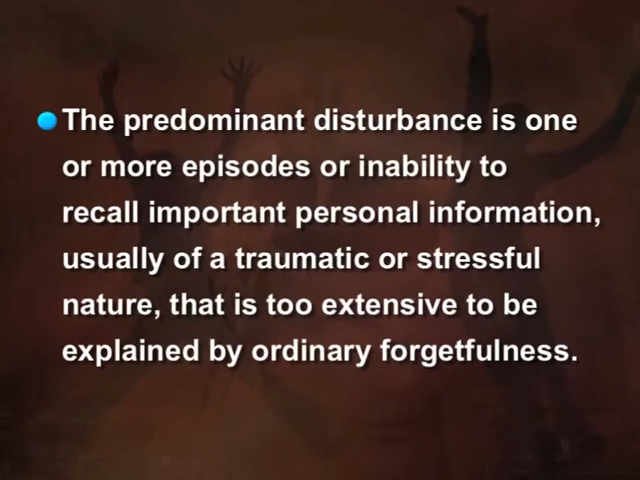 The predominant disturbance is one
or more episodes or inability to
recall important personal information,
usually of a traumatic or stressful
nature, that is too extensive to be
explained by ordinary forgetfulness.